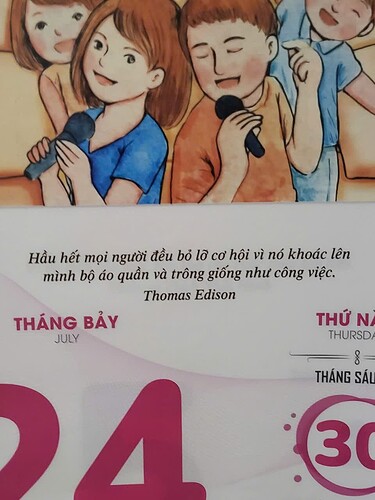 Hầu hết mọi người đều bỏ lỡ cơ hội vì nó khoác lên
mình bộ áo quần và trông giống như công việc.
Thomas Edison
THÁNG BẢY
JULY
THỨ
THURSDA
THÁNG SÁU
24
30